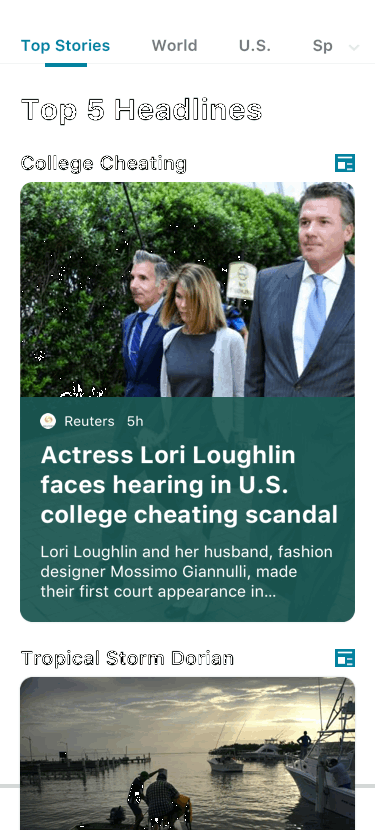 Top Stories World U.S. Sp
Top 5 Headlines
College Cheating
Reuters 5h
Actress Lori Loughlin
faces hearing in U.S.
college cheating scandal
Lori Loughlin and her husband, fashion
designer Mossimo Giannulli, made
their first court appearance in...
Tropical Storm Dorian